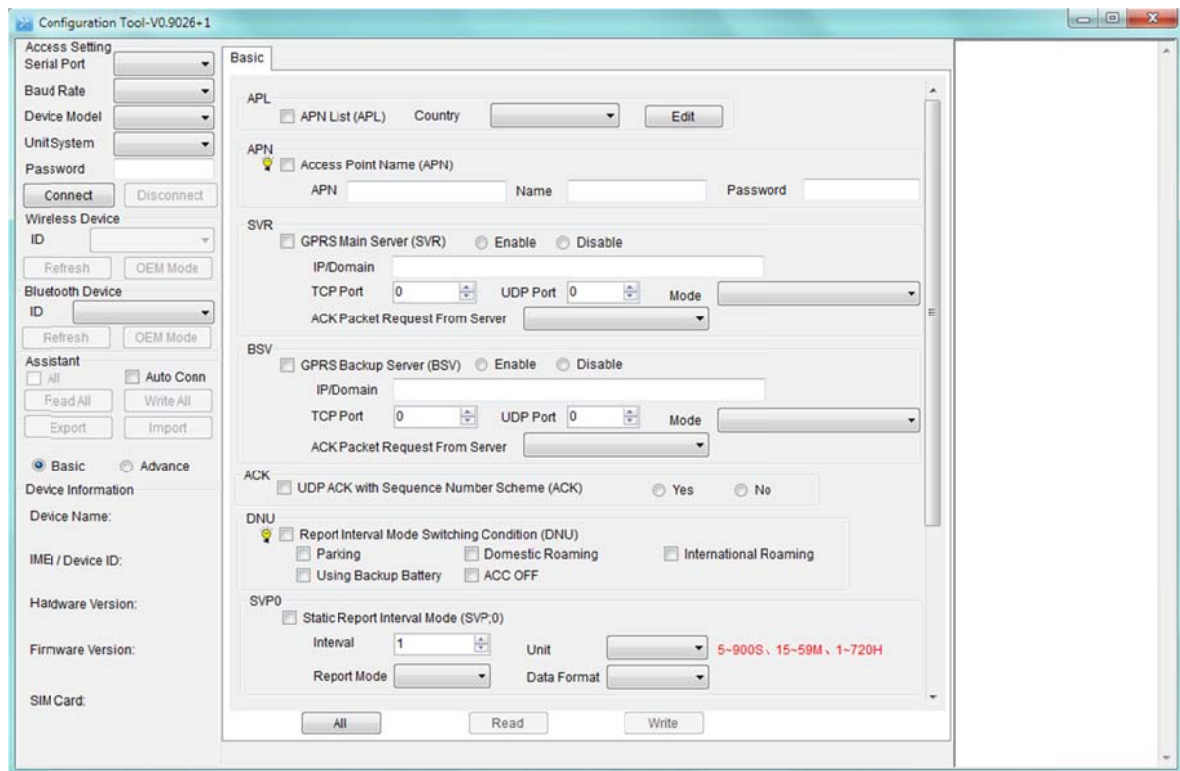 Configuration Tool-V0.9026+1
Access Setting
Serial Port
Baud Rate
Device Model
UnitSystem
Password
Connect Disconnect
Wireless Device
ID
Refresh OEM Mode
Bluetooth Device
ID
Refresh OEM Mode
Assistant
All Auto Conn
Read All Write All
Export Import
Basic Advance
Device Information
Device Name:
IMEI / Device ID:
Hardware Version:
Firmware Version:
SIM Card:
Basic
APL
APN List (APL) Country Edit
APN
Access Point Name (APN)
APN Name Password
SVR
GPRS Main Server (SVR) Enable Disable
IP/Domain
TCP Port 0 UDP Port 0 Mode
ACK Packet Request From Server
BSV
GPRS Backup Server (BSV) Enable Disable
IP/Domain
TCP Port 0 UDP Port 0 Mode
ACK Packet Request From Server
ACK
UDP ACK with Sequence Number Scheme (ACK) Yes No
DNU
Report Interval Mode Switching Condition (DNU)
Parking Domestic Roaming International Roaming
Using Backup Battery ACC OFF
SVP0
Static Report Interval Mode (SVP;0)
Interval 1 Unit 5~900S、15~59M、1~720H
Report Mode Data Format
All Read Write